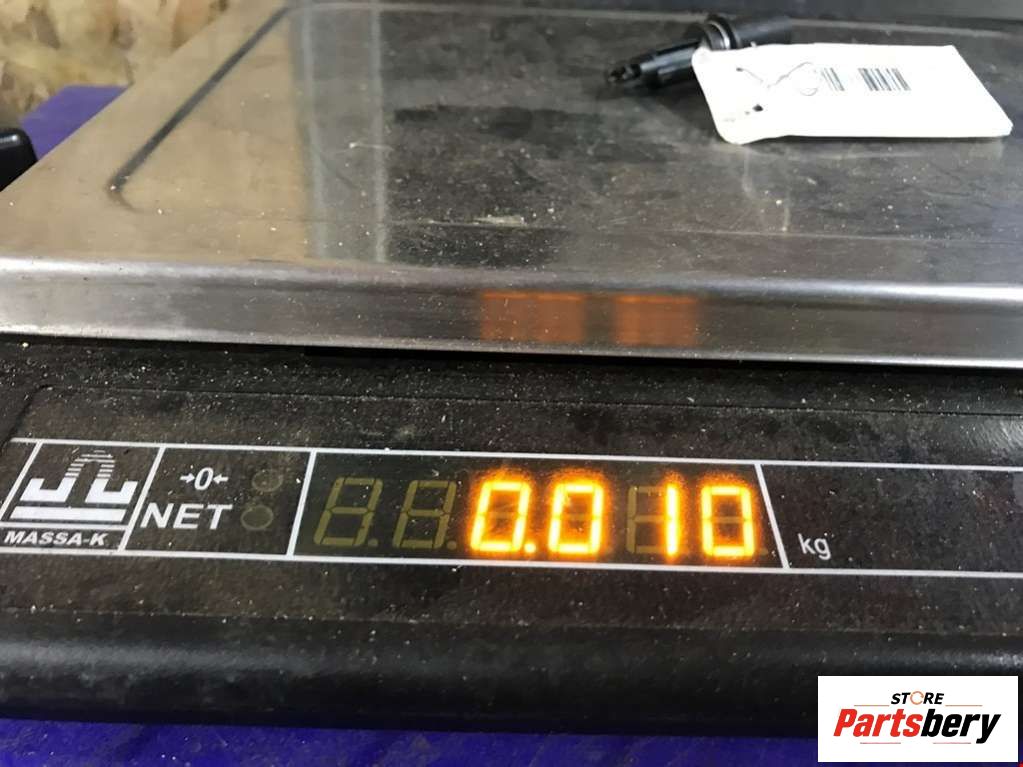 →0←
NET
MASSA-K
0.010
kg
STORE
Partsbery